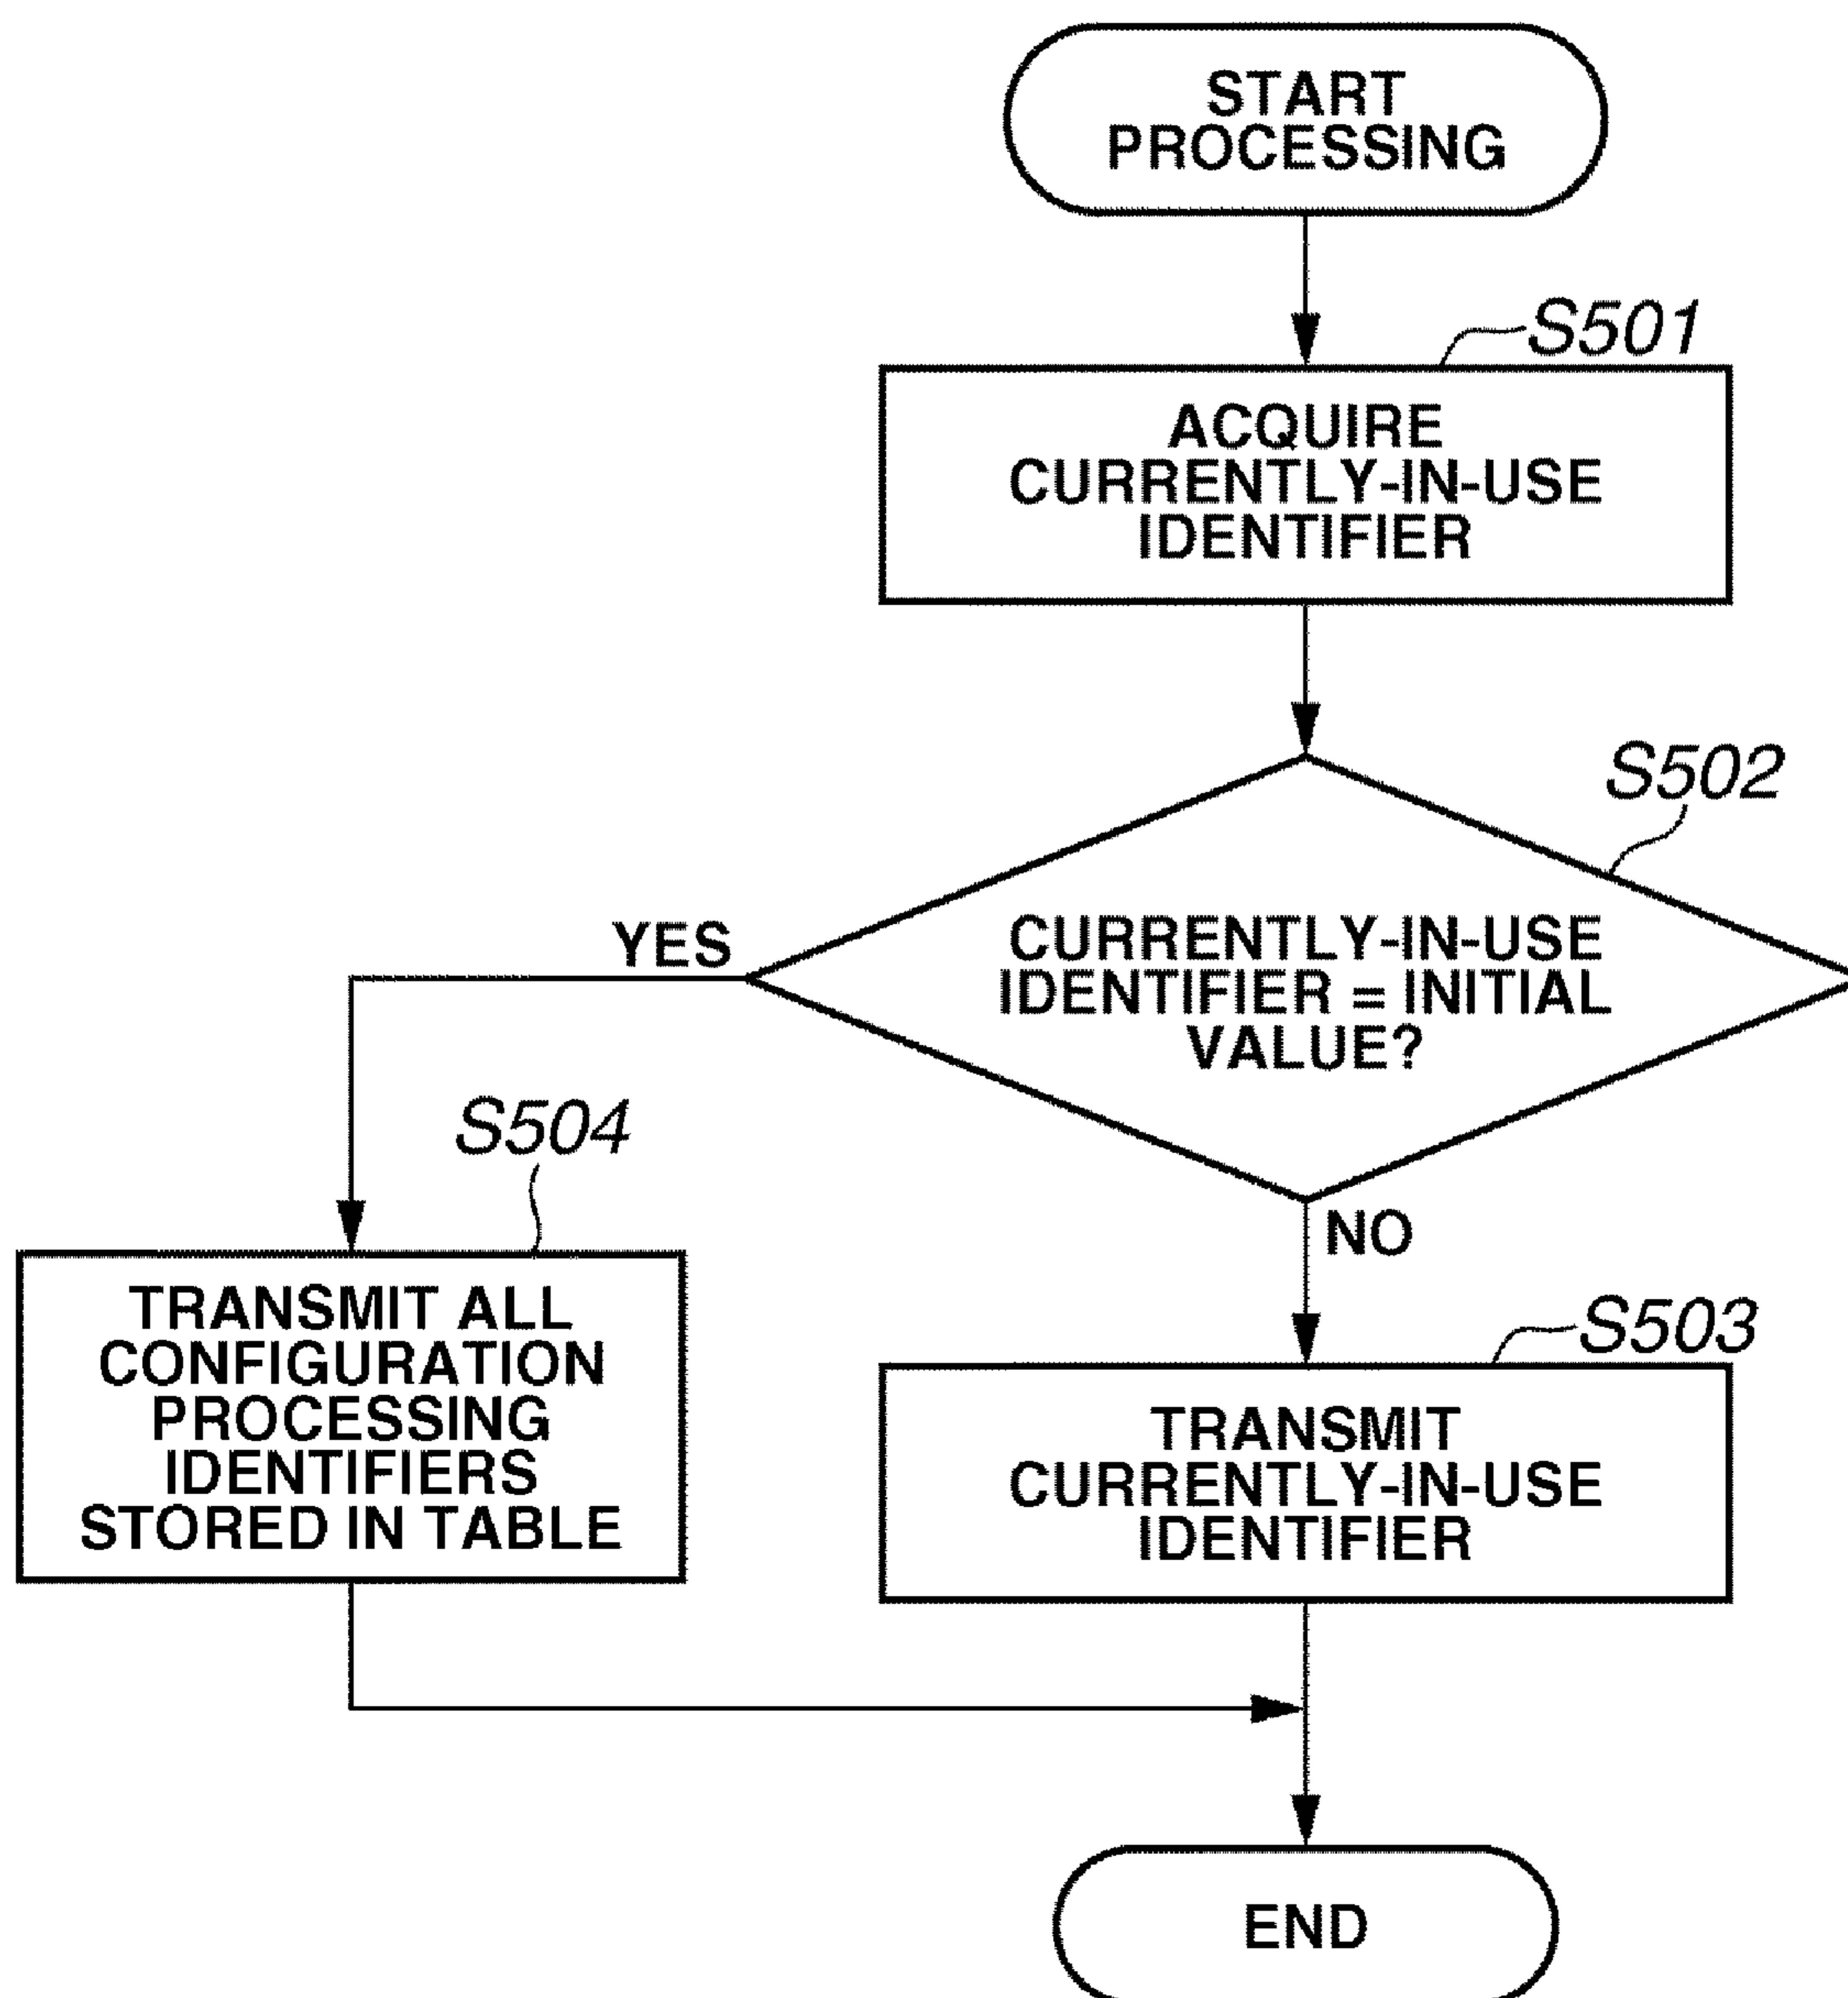 START
PROCESSING
S501
ACQUIRE
CURRENTLY-IN-USE
IDENTIFIER
S502
CURRENTLY-IN-USE
IDENTIFIER = INITIAL
VALUE?
YES
NO
S504
TRANSMIT ALL
CONFIGURATION
PROCESSING
IDENTIFIERS
STORED IN TABLE
S503
TRANSMIT
CURRENTLY-IN-USE
IDENTIFIER
END